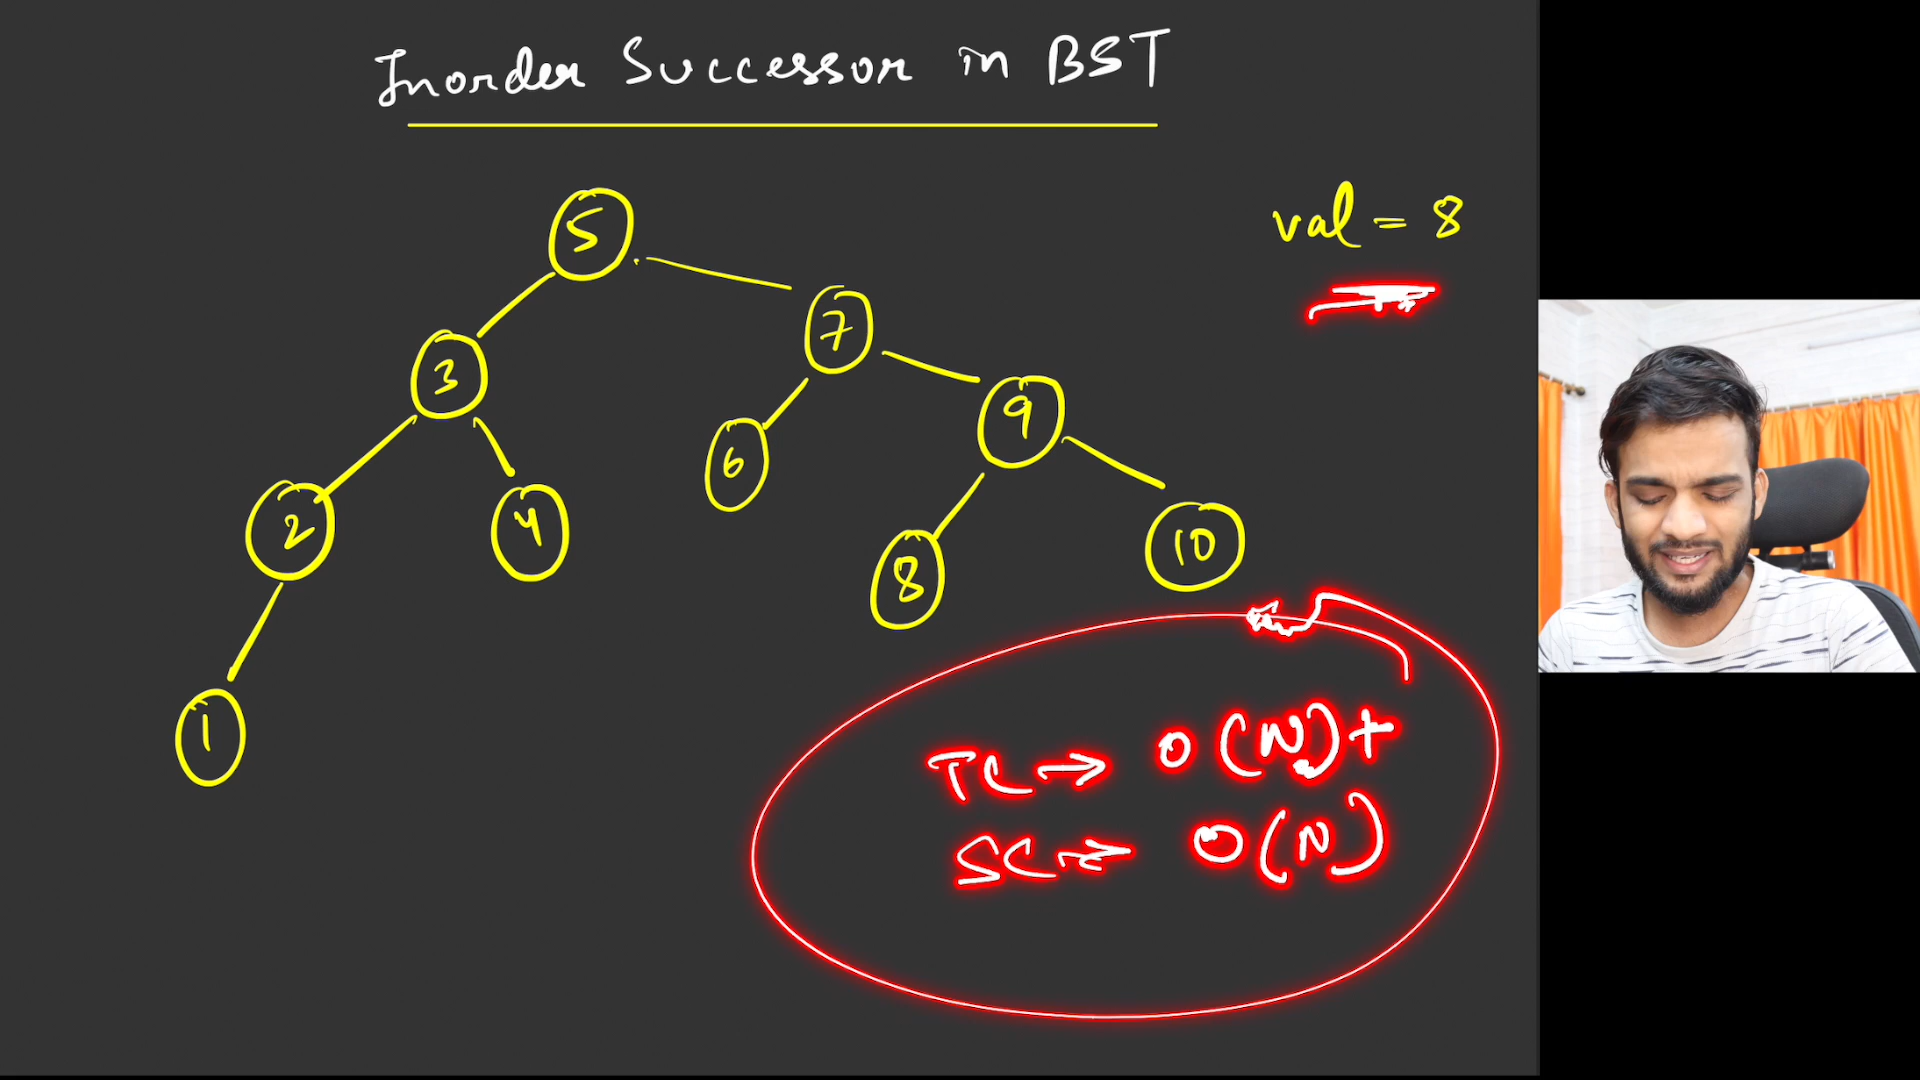 Inorder Successor in BST
val = 8
5
7
3
9
6
2
4
8
10
1
TC → O(N) +
SC → O(N)